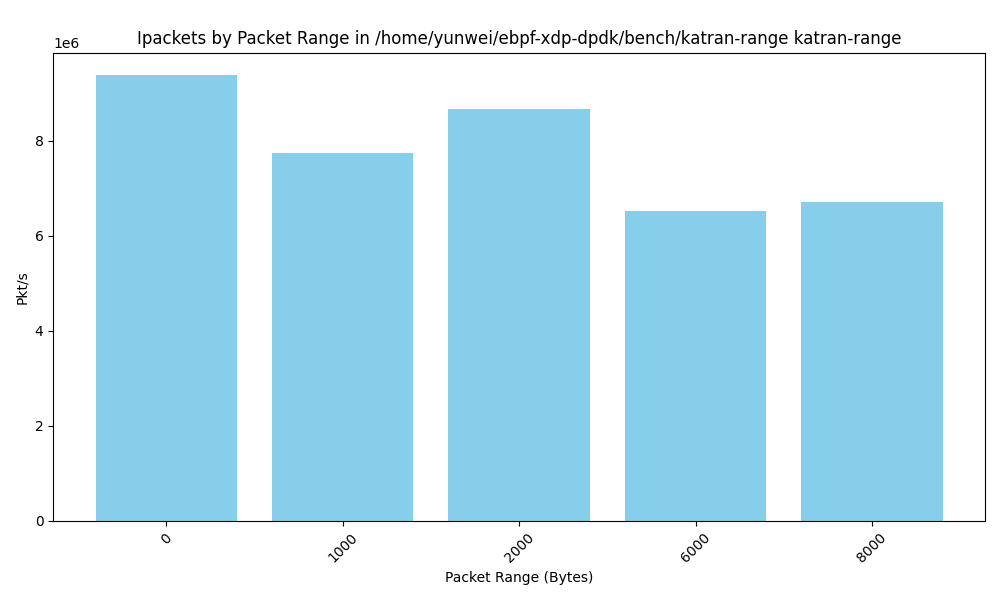 Ipackets by Packet Range in /home/yunwei/ebpf-xdp-dpdk/bench/katran-range katran-range
1e6
8
6
4
2
0
Pkt/s
0 1000 2000 6000 8000
Packet Range (Bytes)